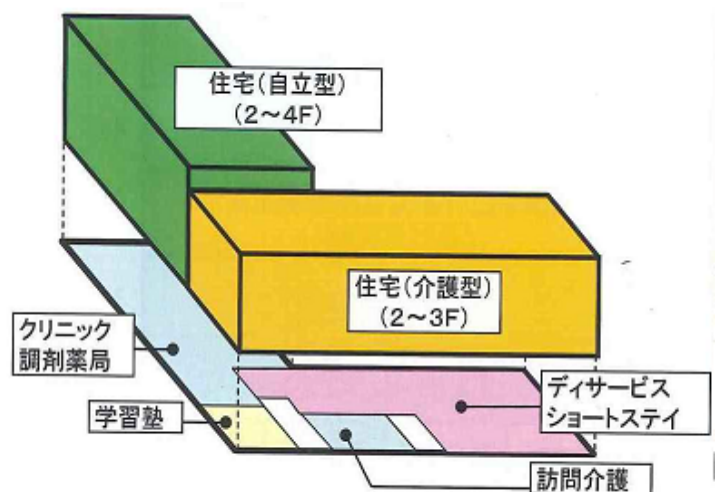 住宅(自立型)
(2～4F)
住宅(介護型)
(2～3F)
クリニック
調剤薬局
学習塾
ディサービス
ショートステイ
訪問介護